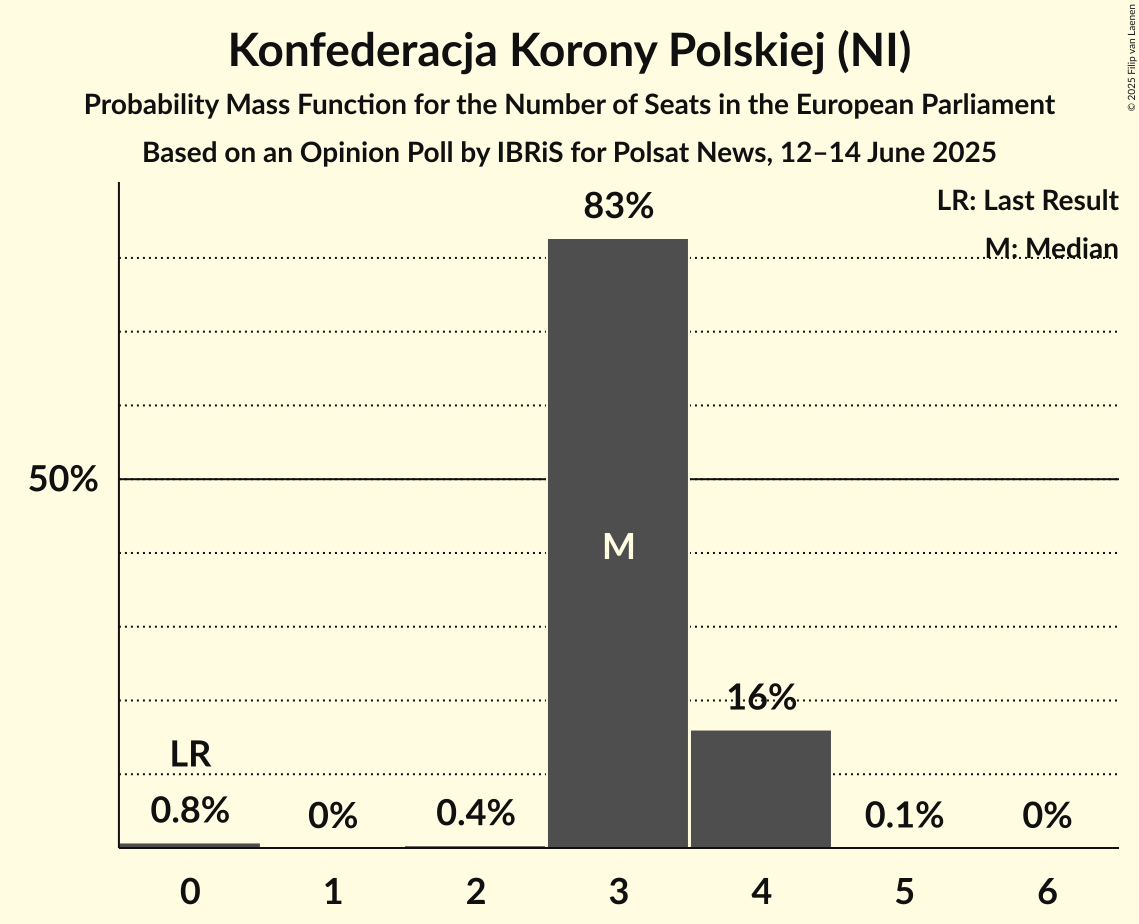 Konfederacja Korony Polskiej (NI)
Probability Mass Function for the Number of Seats in the European Parliament
Based on an Opinion Poll by IBRiS for Polsat News, 12–14 June 2025
© 2025 Filip van Laenen
LR: Last Result
M: Median
83%
50%
M
16%
LR
0.8%
0%
0.4%
0.1%
0%
0 1 2 3 4 5 6